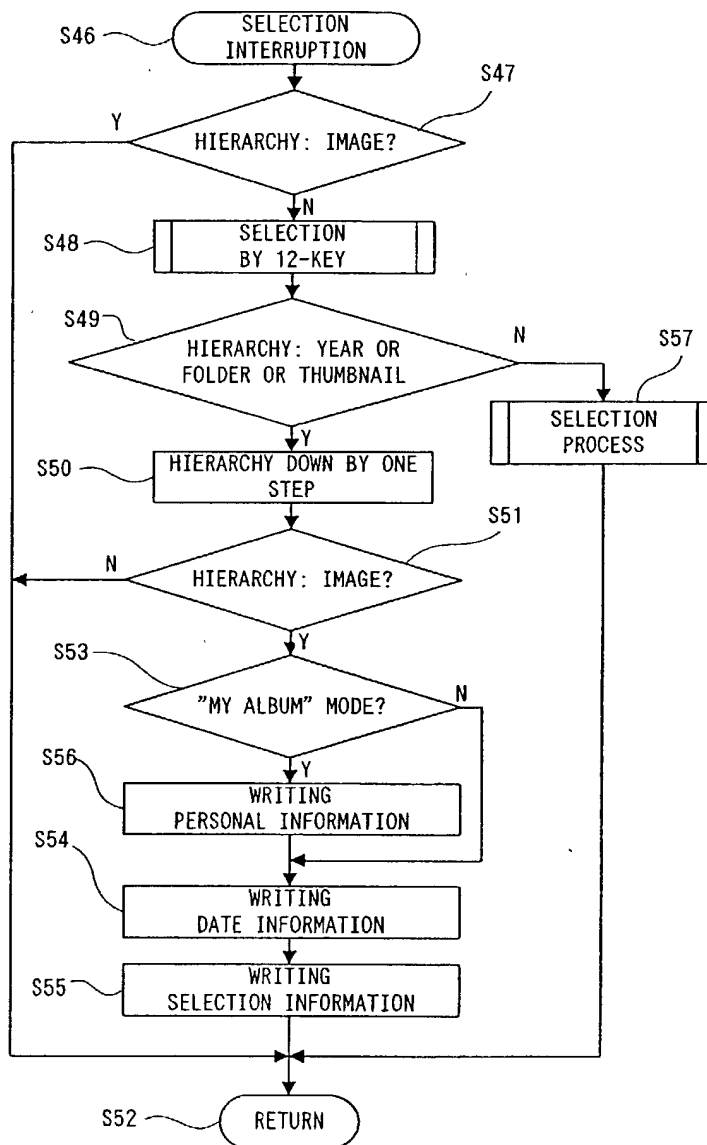 S46
SELECTION
INTERRUPTION
S47
Y
HIERARCHY: IMAGE?
N
S48
SELECTION
BY 12-KEY
S49
N
HIERARCHY: YEAR OR
FOLDER OR THUMBNAIL
S57
Y
SELECTION
PROCESS
S50
HIERARCHY DOWN BY ONE
STEP
S51
N
HIERARCHY: IMAGE?
Y
S53
"MY ALBUM" MODE?
N
S56
Y
WRITING
PERSONAL INFORMATION
S54
WRITING
DATE INFORMATION
S55
WRITING
SELECTION INFORMATION
S52
RETURN